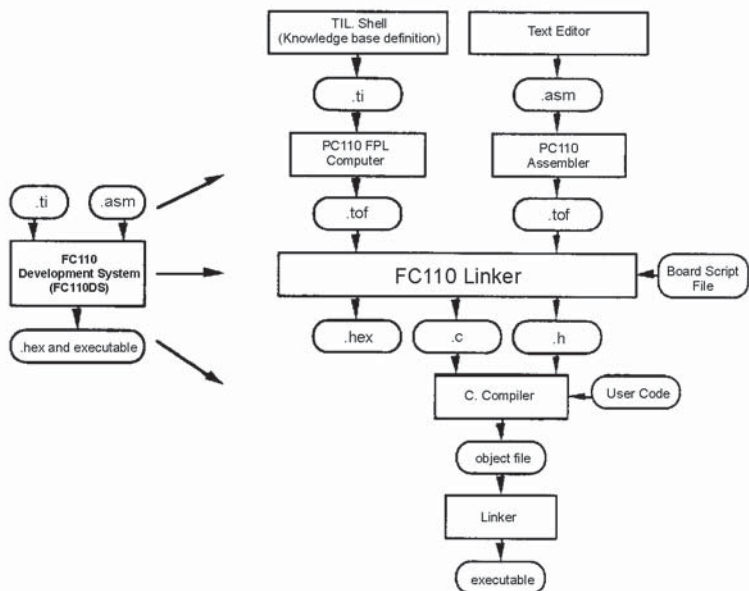 TIL. Shell
(Knowledge base definition)
Text Editor
.ti
.asm
PC110 FPL
Computer
PC110
Assembler
.ti
.asm
.tof
.tof
FC110
Development System
(FC110DS)
FC110 Linker
Board Script
File
.hex and executable
.hex
.c
.h
C. Compiler
User Code
object file
Linker
executable